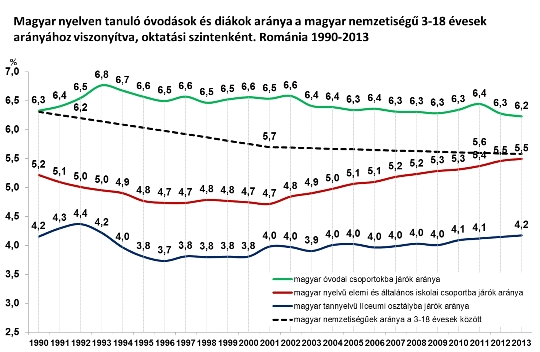 Magyar nyelven tanuló óvodások és diákok aránya a magyar nemzetiségű 3-18 évesek
arányához viszonyítva, oktatási szintenként. Románia 1990-2013
%
7,0
6,5
6,0
5,5
5,0
4,5
4,0
3,5
3,0
2,5
6,3 6,4 6,5 6,8 6,7 6,6 6,5 6,6 6,5 6,5 6,6 6,5 6,6 6,4 6,4 6,3 6,4 6,3 6,3 6,3 6,3 6,4 6,3 6,2
6,2 5,7 5,6
5,2 5,1 5,0 5,0 4,9 4,8 4,7 4,7 4,8 4,8 4,7 4,7 4,8 4,9 5,0 5,1 5,1 5,2 5,2 5,3 5,3 5,4 5,5 5,5
4,2 4,3 4,4 4,2 4,0 3,8 3,7 3,8 3,8 3,8 3,8 4,0 4,0 3,9 4,0 4,0 4,0 4,0 4,0 4,0 4,1 4,1 4,2
magyar óvodai csoportokba járók aránya
magyar nyelvű elemi és általános iskolai csoportba járók aránya
magyar tannyelvű líceumi osztályba járók aránya
magyar nemzetiségűek aránya a 3-18 évesek között
1990 1991 1992 1993 1994 1995 1996 1997 1998 1999 2000 2001 2002 2003 2004 2005 2006 2007 2008 2009 2010 2011 2012 2013